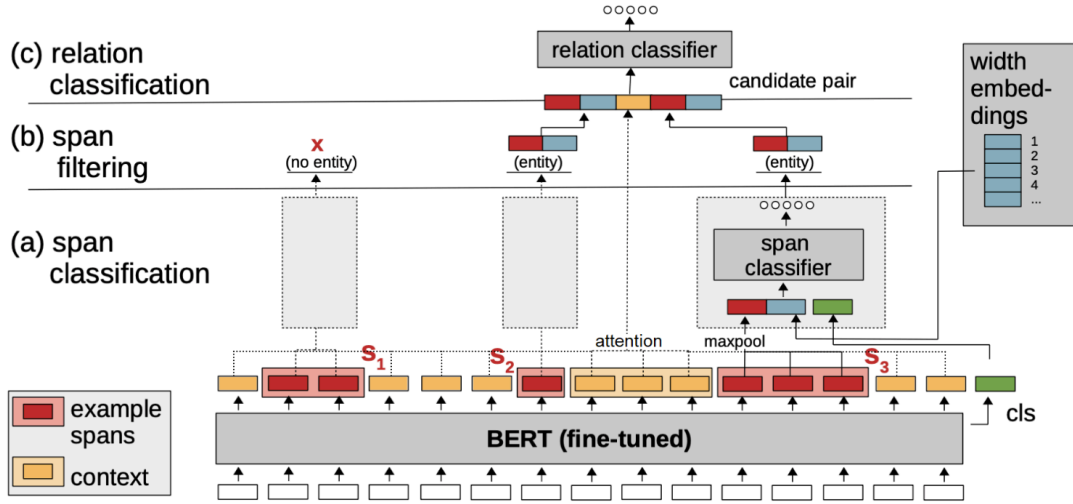 (c) relation
classification
relation classifier
candidate pair
width
embed-
dings
1
2
3
4
...
(b) span
filtering
x
(no entity)
(entity)
(entity)
(a) span
classification
span
classifier
attention
maxpool
S1
S2
S3
example
spans
context
BERT (fine-tuned)
cls